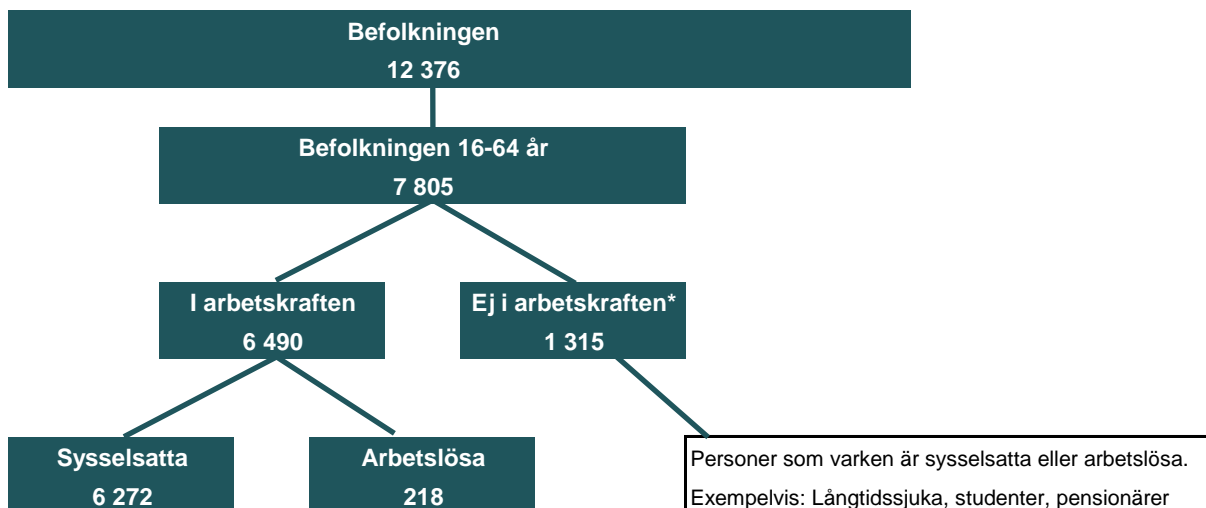 Befolkningen
12 376
Befolkningen 16-64 år
7 805
I arbetskraften
6 490
Ej i arbetskraften*
1 315
Sysselsatta
6 272
Arbetslösa
218
Personer som varken är sysselsatta eller arbetslösa.
Exempelvis: Långtidssjuka, studenter, pensionärer